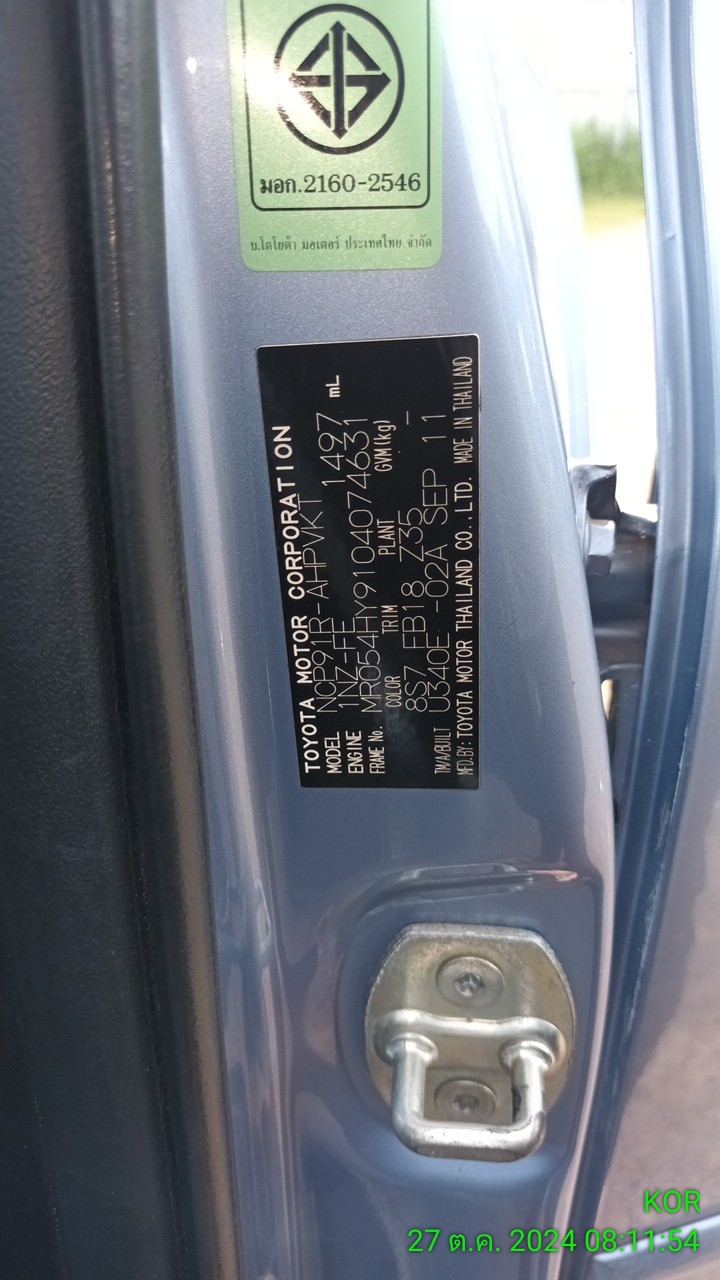 มอก.2160-2546
บ.โตโยต้า มอเตอร์ ประเทศไทย จำกัด
TOYOTA MOTOR CORPORATION
MODEL NCP91R-AHPVKT 1497 mL
ENGINE 1NZ-FE
FRAME No. MR054HY9104074631
COLOR TRIM PLANT GVM(kg)
8S7 FB18 Z35 -
TM/A/BUILT U340E -02A SEP 11
MFD.BY: TOYOTA MOTOR THAILAND CO.,LTD. MADE IN THAILAND
KOR
27 ต.ค. 2024 08:11:54